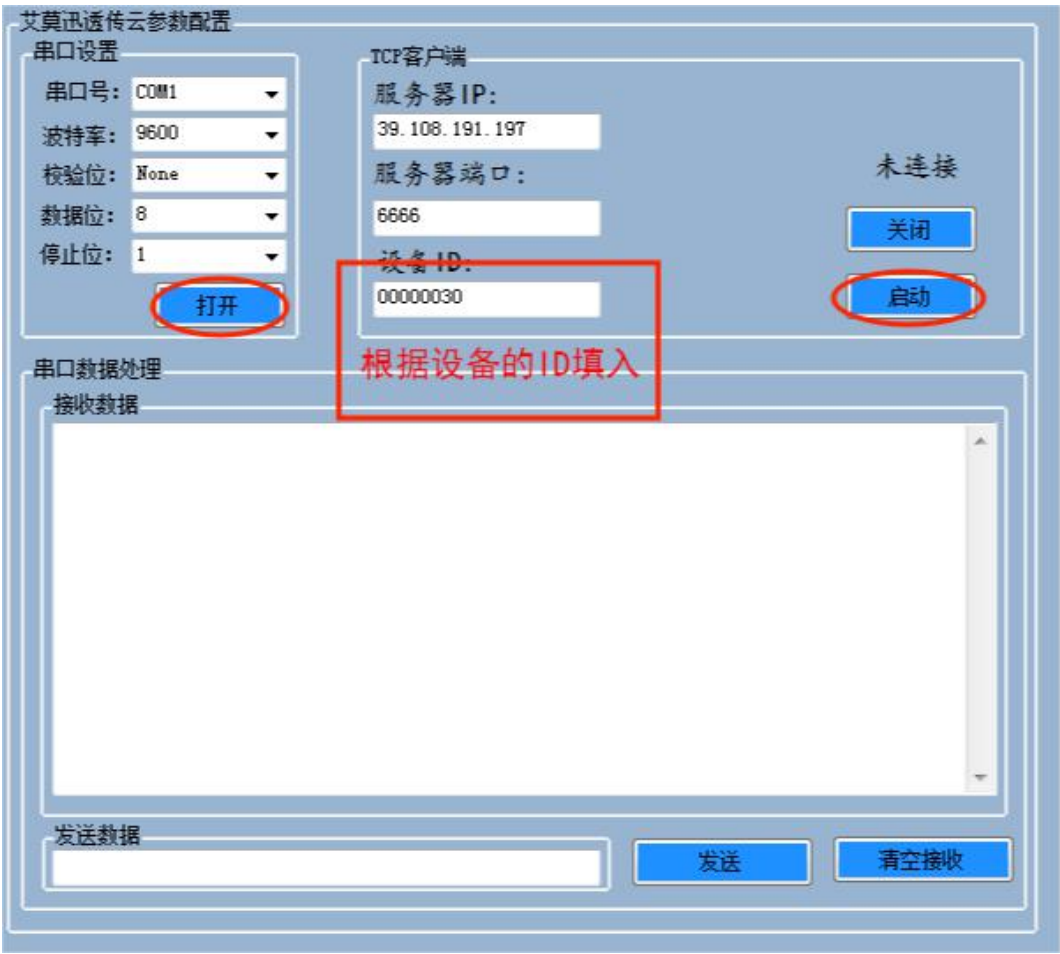 艾莫迅透传云参数配置
串口设置
串口号: COM1
波特率: 9600
校验位: None
数据位: 8
停止位: 1
打开
TCP客户端
服务器IP:
39.108.191.197
服务器端口:
6666
设备ID:
00000030
根据设备的ID填入
未连接
关闭
启动
串口数据处理
接收数据
发送数据
发送
清空接收